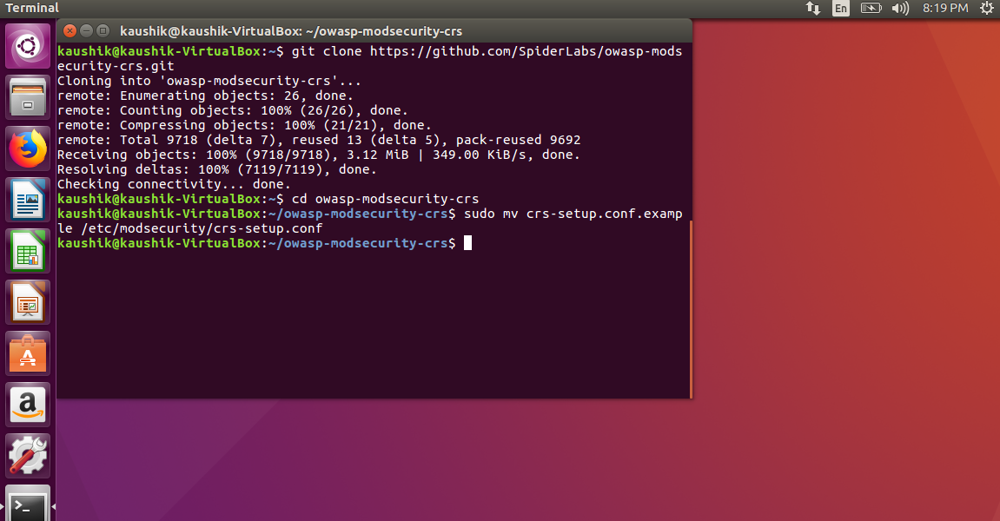 Terminal
En
8:19 PM
kaushik@kaushik-VirtualBox: ~/owasp-modsecurity-crs
kaushik@kaushik-VirtualBox:~$ git clone https://github.com/SpiderLabs/owasp-mods
ecurity-crs.git
Cloning into 'owasp-modsecurity-crs'...
remote: Enumerating objects: 26, done.
remote: Counting objects: 100% (26/26), done.
remote: Compressing objects: 100% (21/21), done.
remote: Total 9718 (delta 7), reused 13 (delta 5), pack-reused 9692
Receiving objects: 100% (9718/9718), 3.12 MiB | 349.00 KiB/s, done.
Resolving deltas: 100% (7119/7119), done.
Checking connectivity... done.
kaushik@kaushik-VirtualBox:~$ cd owasp-modsecurity-crs
kaushik@kaushik-VirtualBox:~/owasp-modsecurity-crs$ sudo mv crs-setup.conf.examp
le /etc/modsecurity/crs-setup.conf
kaushik@kaushik-VirtualBox:~/owasp-modsecurity-crs$
A
a
>_